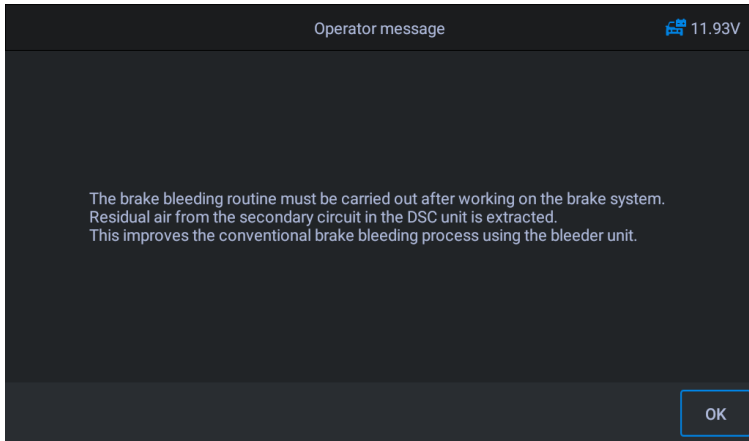 Operator message
11.93V
The brake bleeding routine must be carried out after working on the brake system.
Residual air from the secondary circuit in the DSC unit is extracted.
This improves the conventional brake bleeding process using the bleeder unit.
OK